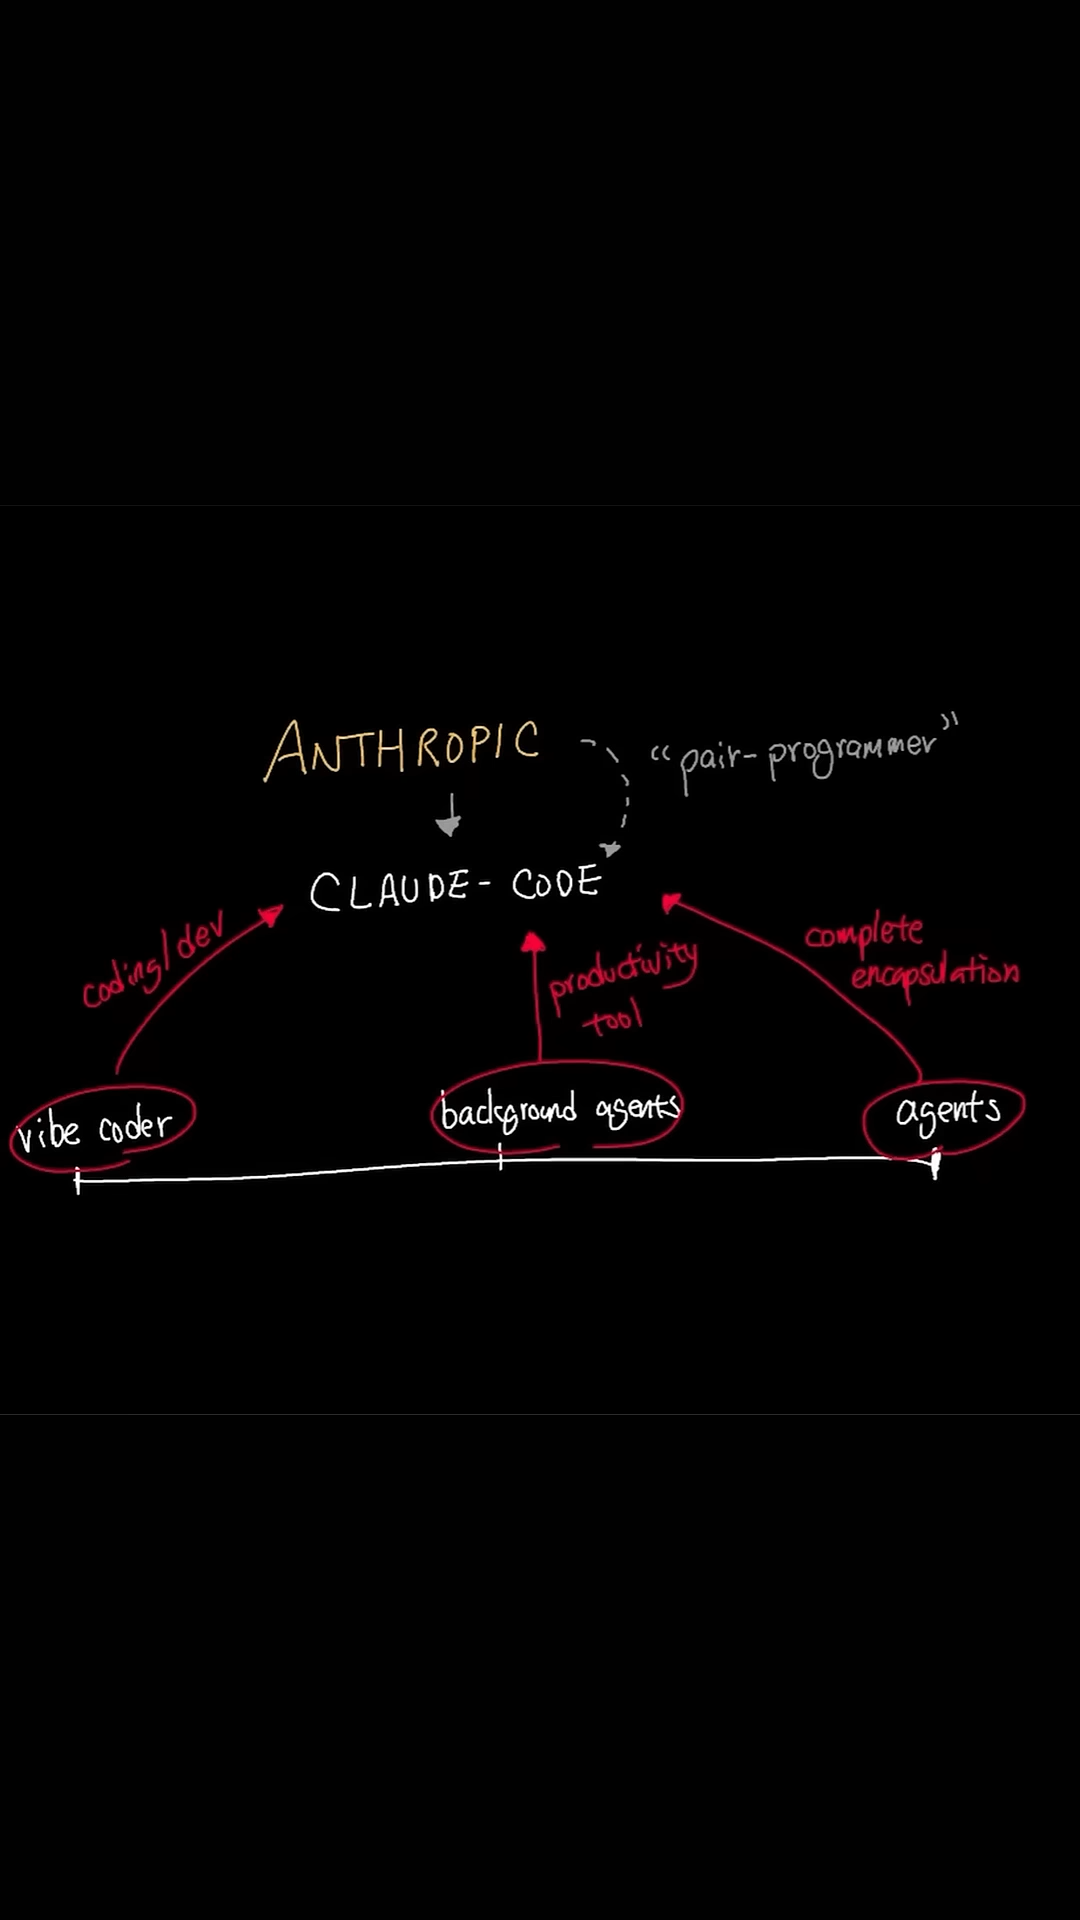 ANTHROPIC
"pair-programmer"
CLAUDE-CODE
coding/dev
productivity
tool
complete
encapsulation
vibe coder
background agents
agents